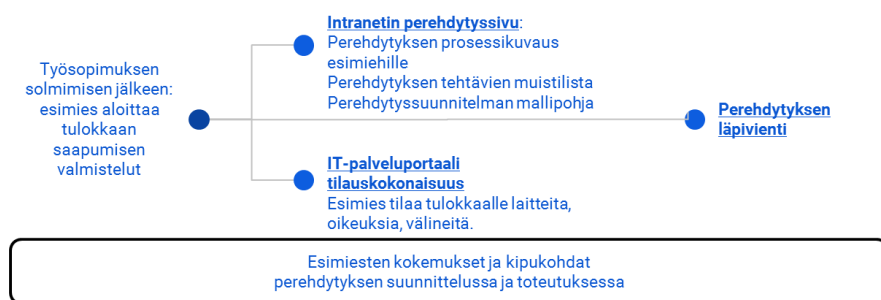 Työsopimuksen
solmimisen jälkeen:
esimies aloittaa
tulokkaan
saapumisen
valmistelut
Intranetin perehdytyssivu:
Perehdytyksen prosessikuvaus
esimiehille
Perehdytyksen tehtävien muistilista
Perehdytyssuunnitelman mallipohja
IT-palveluportaali
tilauskokonaisuus
Esimies tilaa tulokkaalle laitteita,
oikeuksia, välineitä.
Perehdytyksen
läpivienti
Esimiesten kokemukset ja kipukohdat
perehdytyksen suunnittelussa ja toteutuksessa